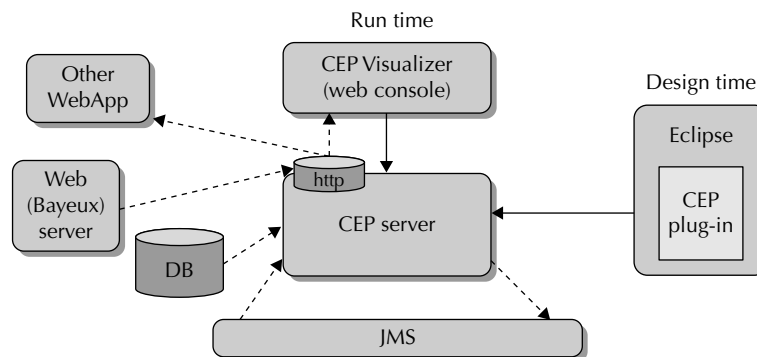 Run time
Other
WebApp
CEP Visualizer
(web console)
Design time
Eclipse
Web
(Bayeux)
server
http
CEP
plug-in
CEP server
DB
JMS